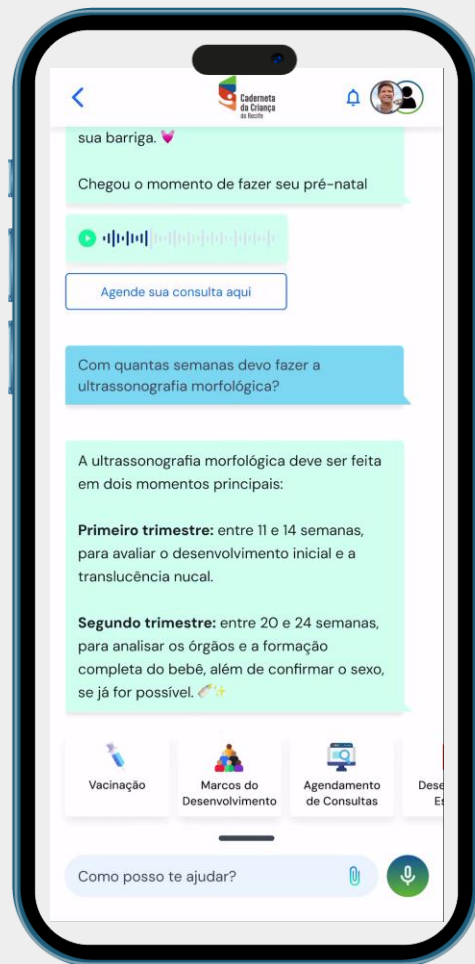 Caderneta
da Criança
do Recife
sua barriga. 💓
Chegou o momento de fazer seu pré-natal
Agende sua consulta aqui
Com quantas semanas devo fazer a
ultrassonografia morfológica?
A ultrassonografia morfológica deve ser feita
em dois momentos principais:
Primeiro trimestre: entre 11 e 14 semanas,
para avaliar o desenvolvimento inicial e a
translucência nucal.
Segundo trimestre: entre 20 e 24 semanas,
para analisar os órgãos e a formação
completa do bebê, além de confirmar o sexo,
se já for possível. 🍼✨
Vacinação
Marcos do
Desenvolvimento
Agendamento
de Consultas
Dese
Es
Como posso te ajudar?